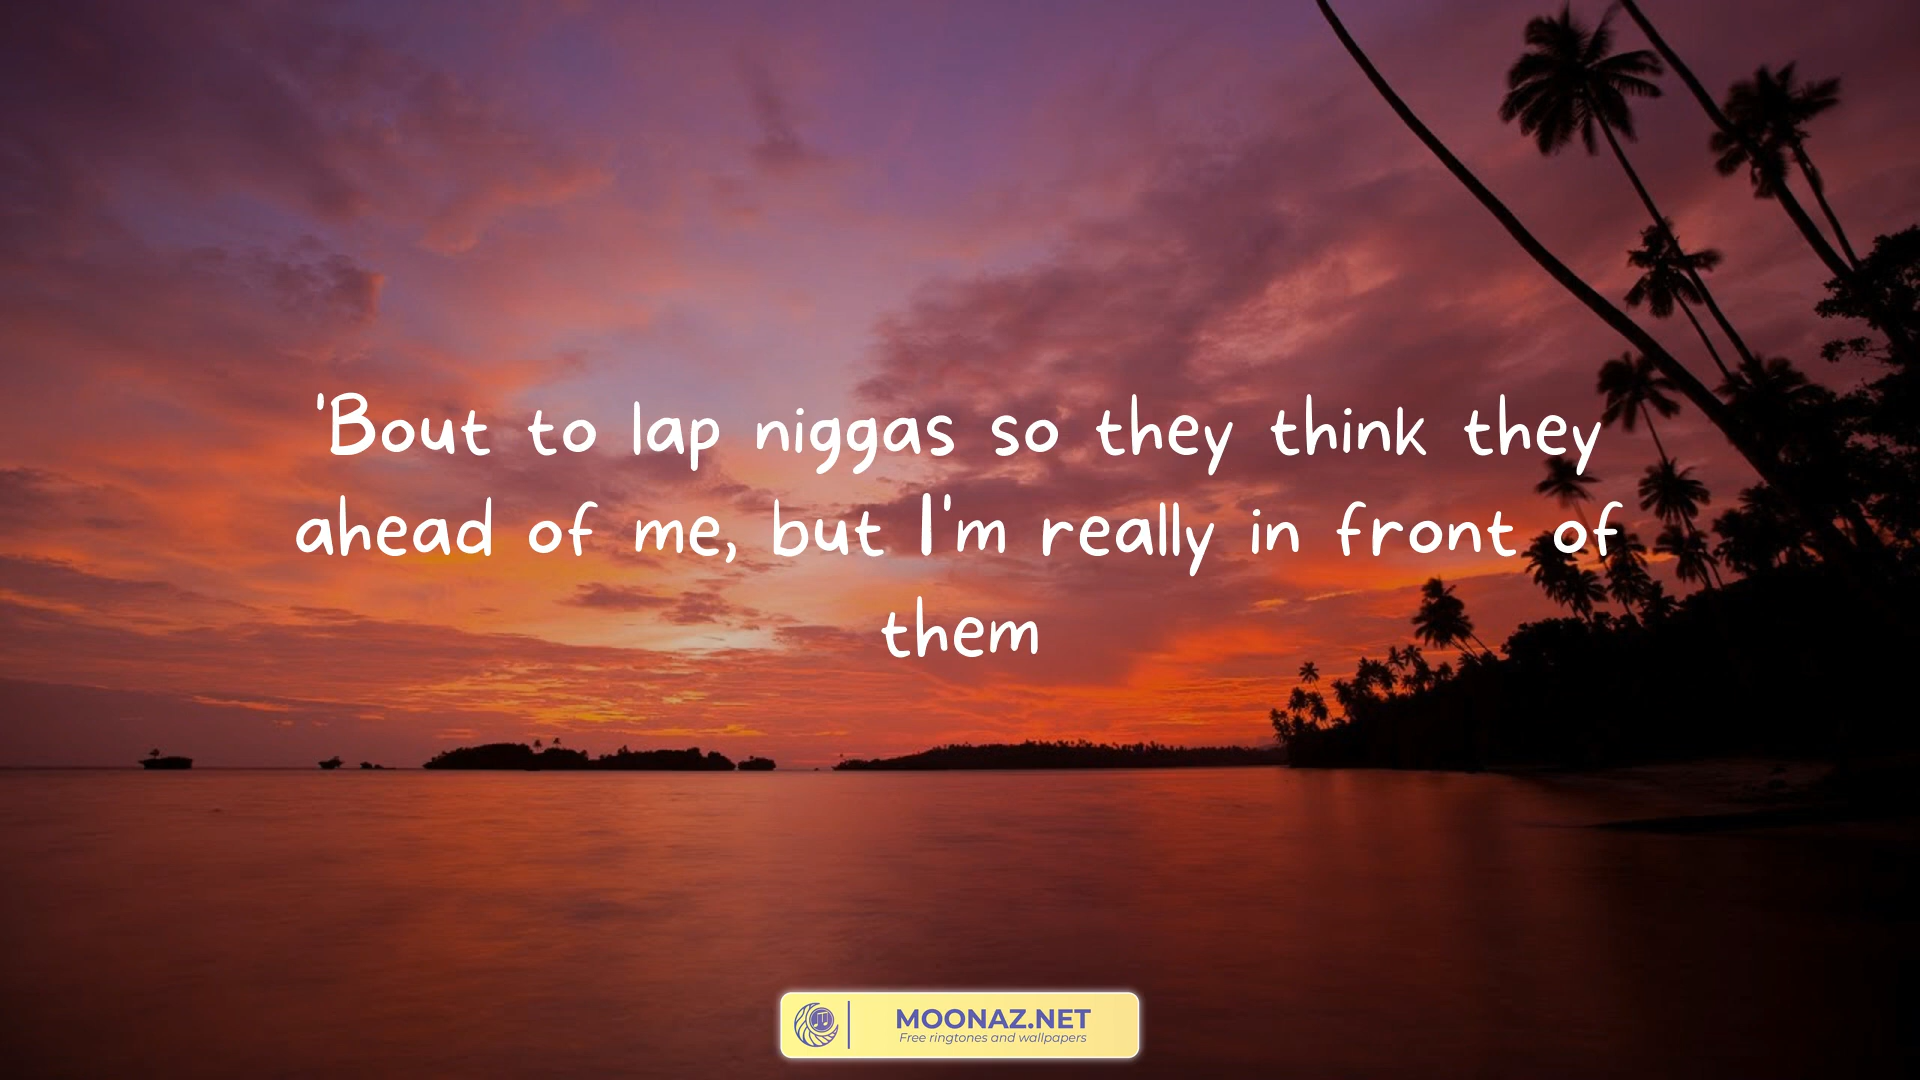 'Bout to lap niggas so they think they
ahead of me, but I'm really in front of
them
MOONAZ.NET
Free ringtones and wallpapers